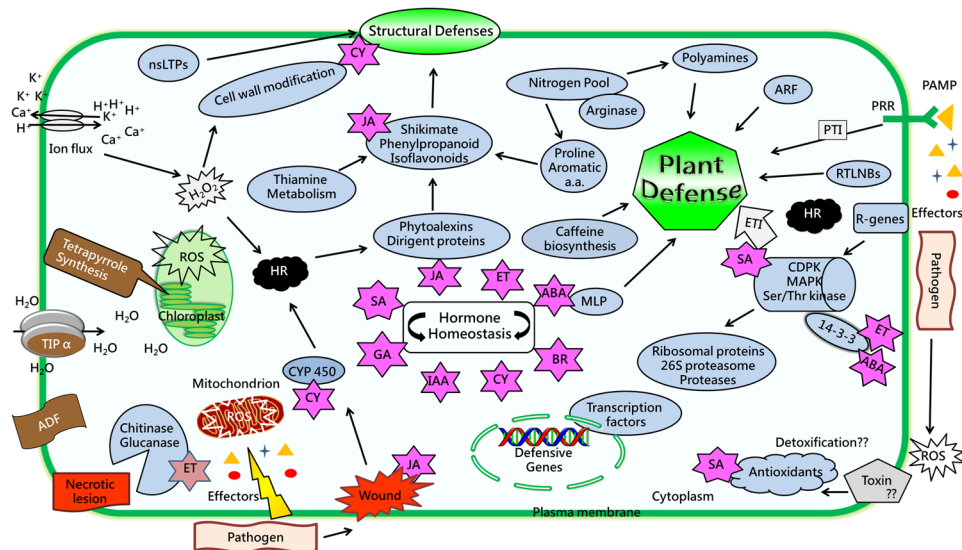 Structural Defenses
CY
nsLTPs
Cell wall modification
K⁺
K⁺ K⁺
Ca⁺
H⁺
H⁺H⁺
K⁺ H⁺
Ca⁺ Ca⁺
Ion flux
H₂O₂
JA
Shikimate
Phenylpropanoid
Isoflavonoids
Thiamine
Metabolism
Nitrogen Pool
Arginase
Polyamines
ARF
Proline
Aromatic
a.a.
Plant
Defense
PTI
PRR
PAMP
RTLNBs
Effectors
R-genes
HR
ETI
SA
CDPK
MAPK
Ser/Thr kinase
14-3-3
ET
ABA
Pathogen
Tetrapyrrole
Synthesis
ROS
Chloroplast
HR
Phytoalexins
Dirigent proteins
Caffeine
biosynthesis
JA
ET
ABA
MLP
SA
Hormone
Homeostasis
GA
IAA
CY
BR
H₂O
H₂O
TIP α
H₂O
H₂O
H₂O
Ribosomal proteins
26S proteasome
Proteases
CYP 450
CY
Mitochondrion
ROS
ADF
Chitinase
Glucanase
ET
Effectors
Necrotic
lesion
JA
Wound
Pathogen
Transcription
factors
Defensive
Genes
Detoxification??
SA
Antioxidants
Cytoplasm
Toxin
??
ROS
Plasma membrane